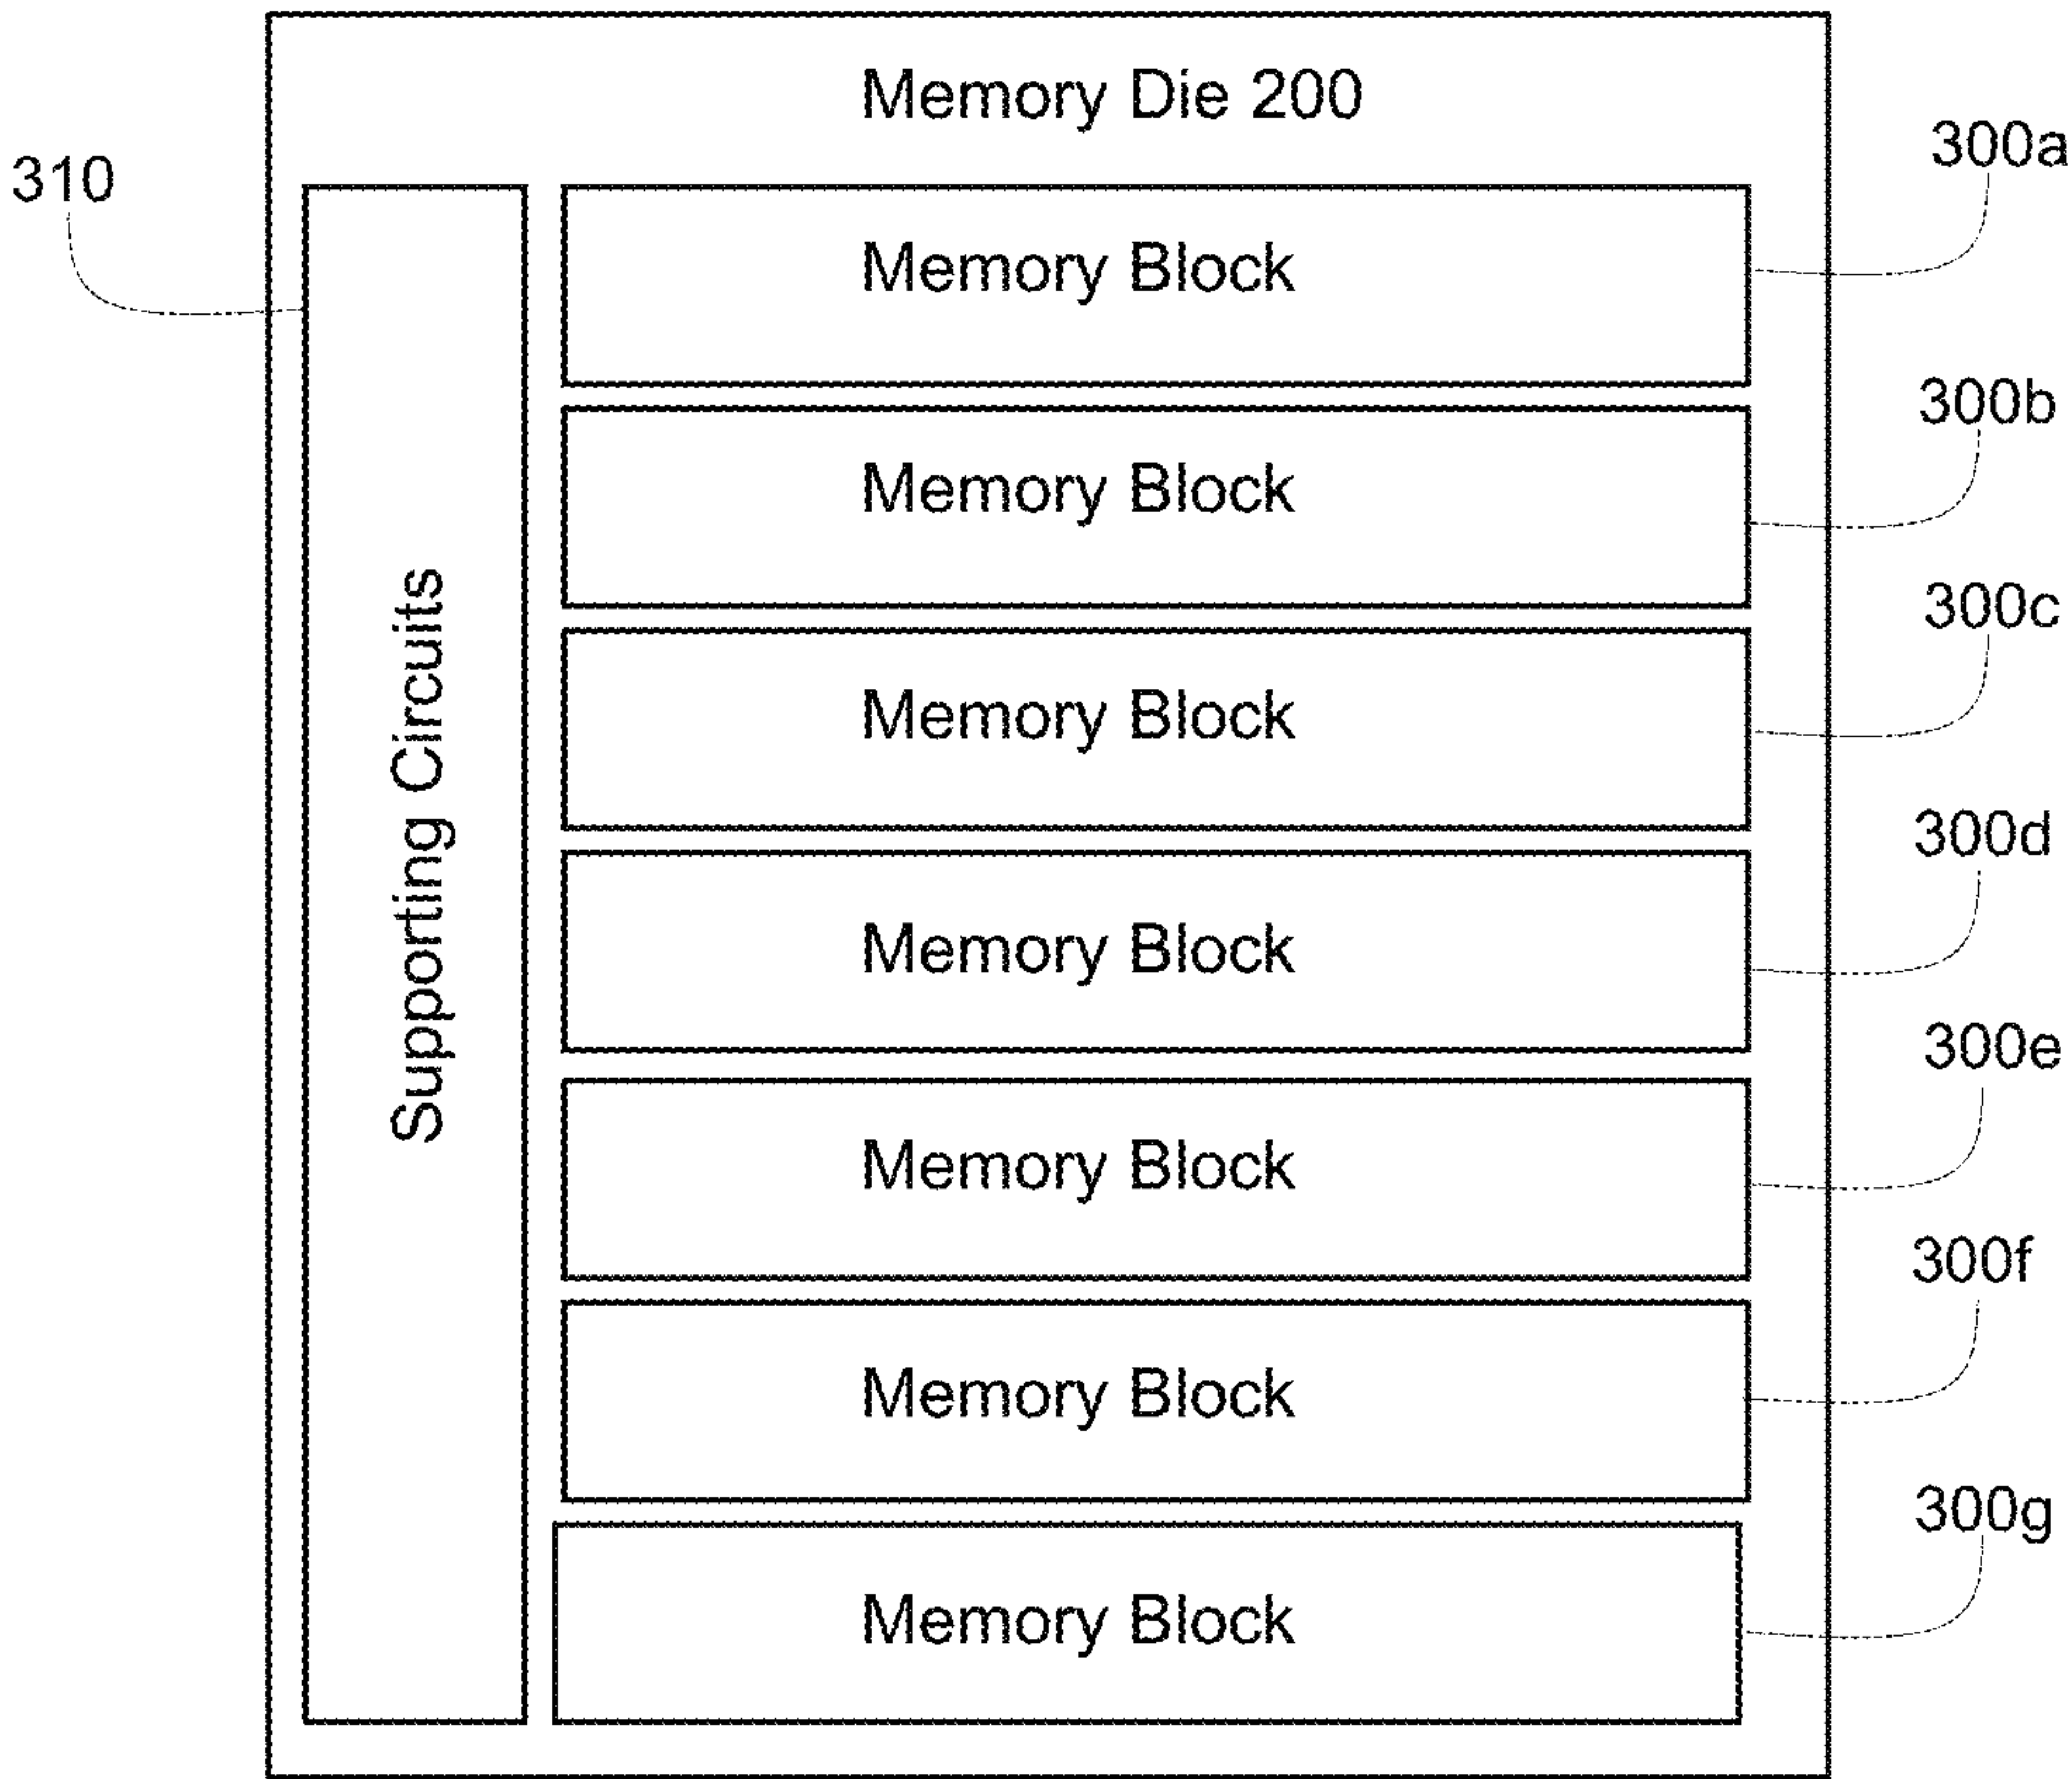 Memory Die 200
310
Supporting Circuits
Memory Block
300a
Memory Block
300b
Memory Block
300c
Memory Block
300d
Memory Block
300e
Memory Block
300f
Memory Block
300g